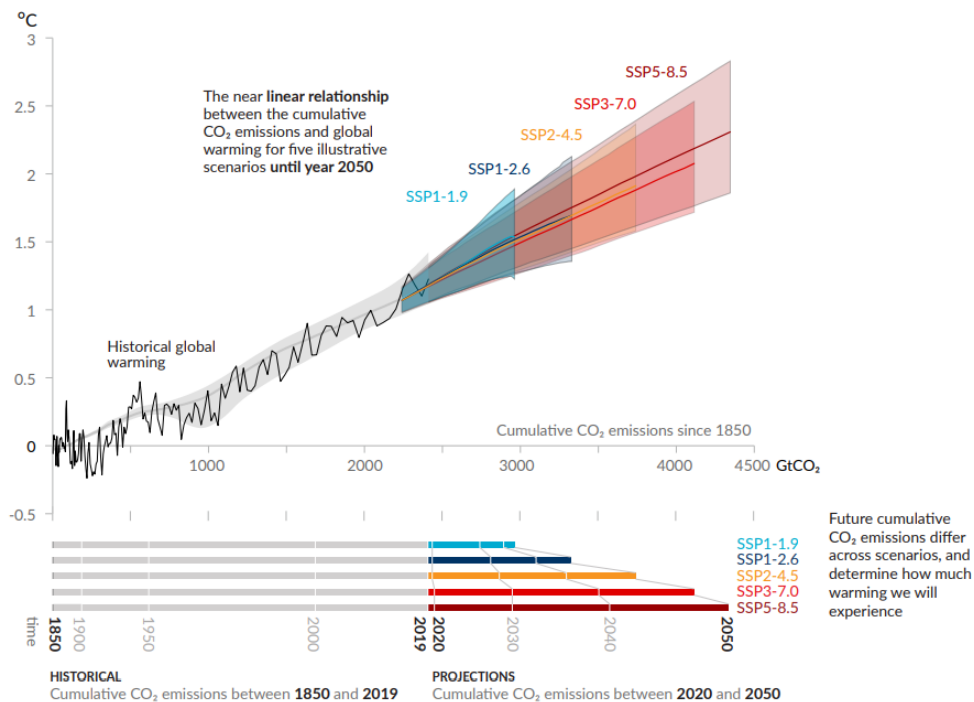 °C
3
SSP5-8.5
The near linear relationship
between the cumulative
CO₂ emissions and global
warming for five illustrative
scenarios until year 2050
SSP3-7.0
2.5
SSP2-4.5
SSP1-2.6
2
SSP1-1.9
1.5
1
Historical global
warming
0.5
Cumulative CO₂ emissions since 1850
0
1000
2000
3000
4000
4500 GtCO₂
-0.5
SSP1-1.9
SSP1-2.6
SSP2-4.5
SSP3-7.0
SSP5-8.5
Future cumulative
CO₂ emissions differ
across scenarios, and
determine how much
warming we will
experience
time
1850
1900
1950
2000
2019
2020
2030
2040
2050
HISTORICAL
Cumulative CO₂ emissions between 1850 and 2019
PROJECTIONS
Cumulative CO₂ emissions between 2020 and 2050